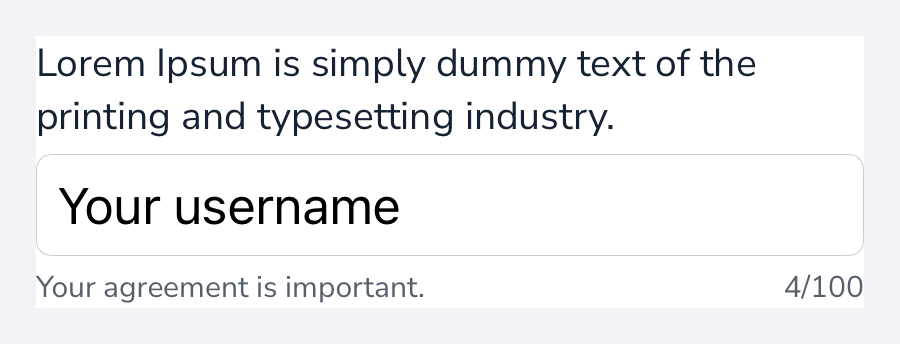 Lorem Ipsum is simply dummy text of the
printing and typesetting industry.
Your username
Your agreement is important.
4/100